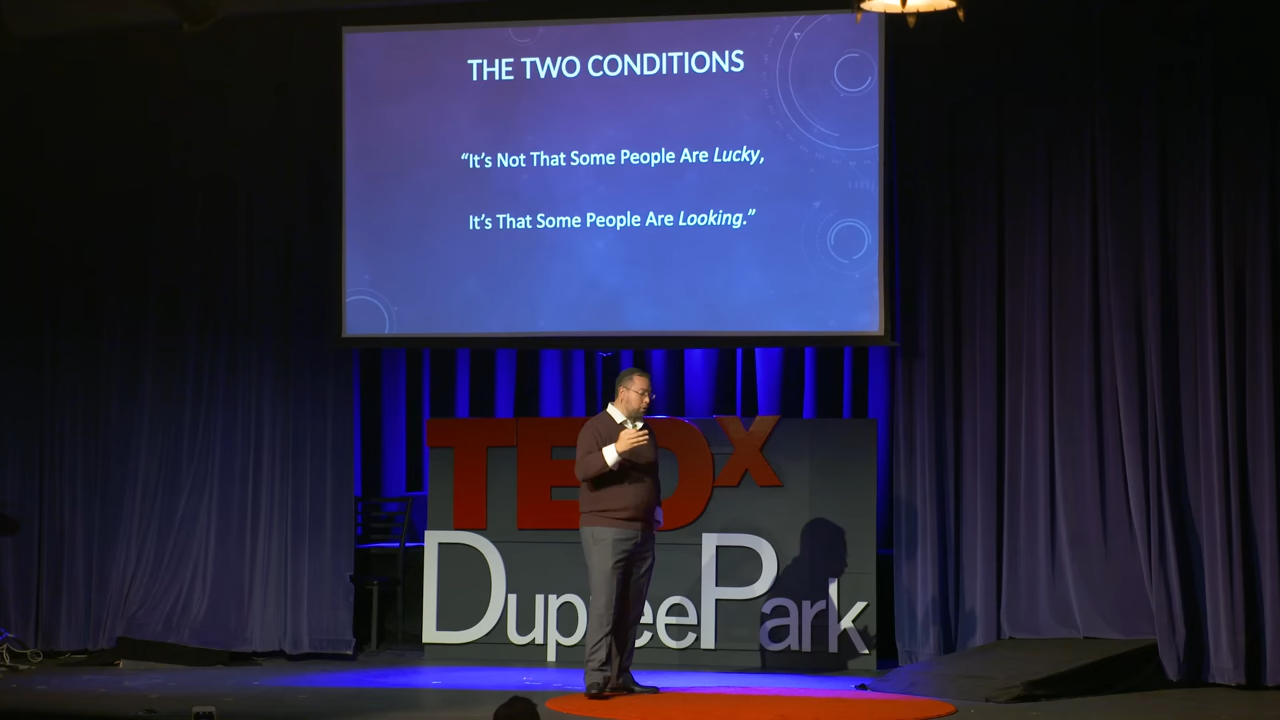 THE TWO CONDITIONS
“It’s Not That Some People Are Lucky,
It’s That Some People Are Looking.”
TEDx
DupreePark